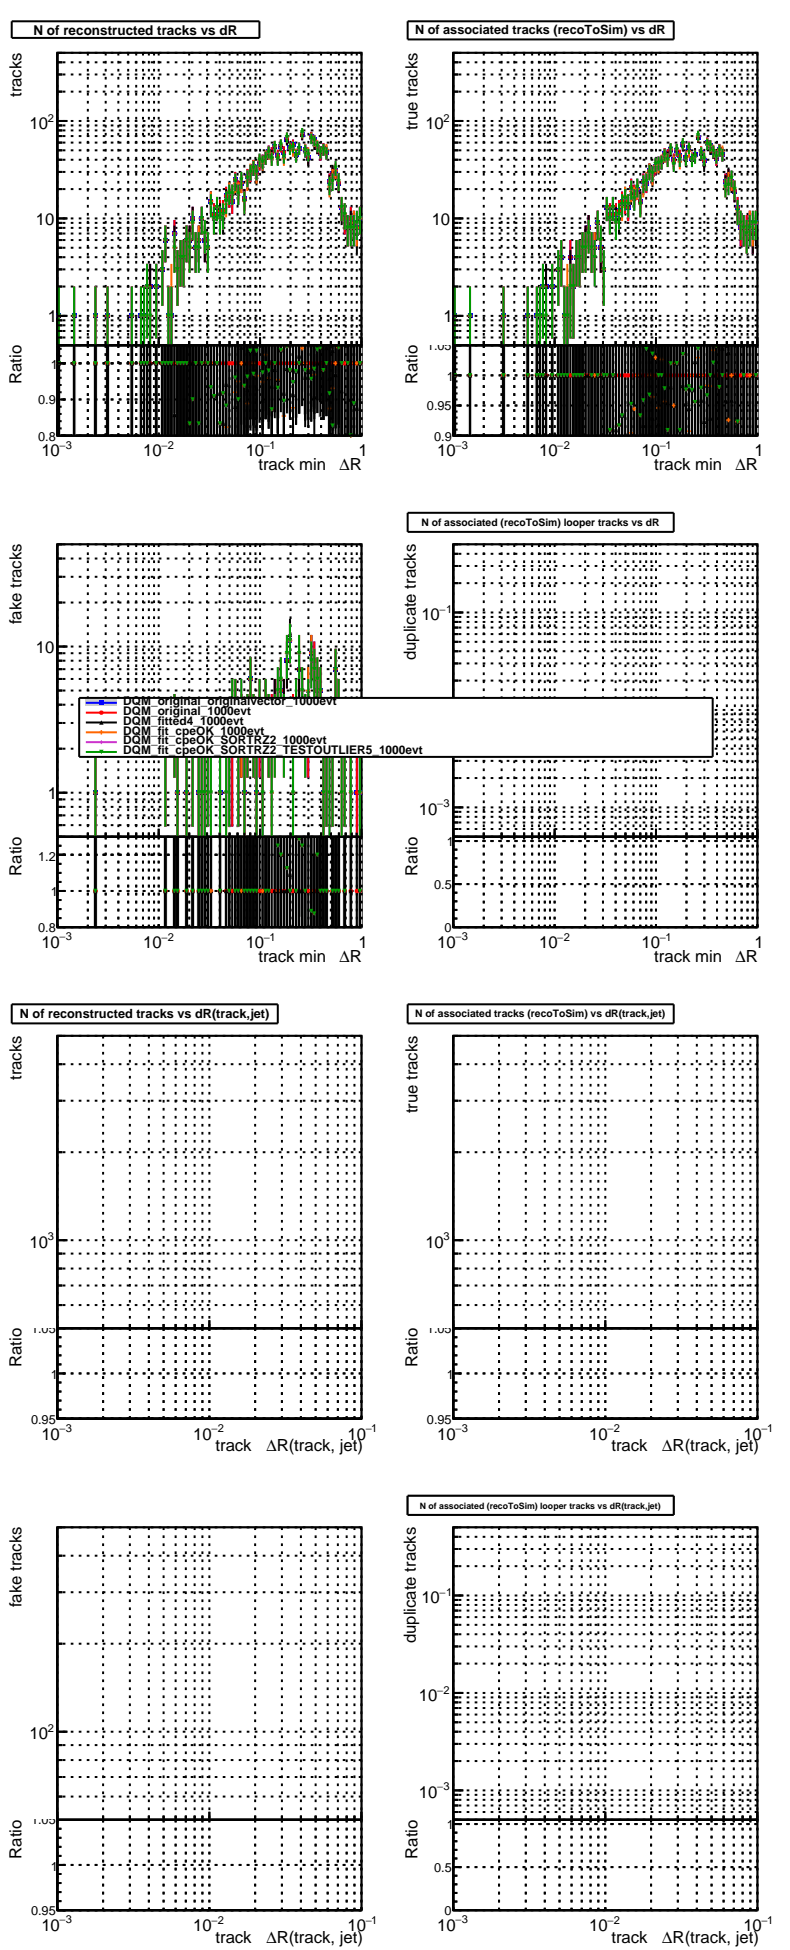 N of reconstructed tracks vs dR
N of associated tracks (recoToSim) vs dR
tracks
10²
10
1
Ratio
1
0.9
0.8
10⁻³ 10⁻² 10⁻¹ 1
track min ΔR
true tracks
10²
10
1
Ratio
1.05
1
0.95
0.9
10⁻³ 10⁻² 10⁻¹ 1
track min ΔR
fake tracks
10
1
Ratio
1.2
1
0.8
10⁻³ 10⁻² 10⁻¹ 1
track min ΔR
N of associated (recoToSim) looper tracks vs dR
duplicate tracks
10⁻¹
10⁻³
Ratio
1
0.5
0
10⁻³ 10⁻² 10⁻¹ 1
track min ΔR
DQM_original_originalvector_1000evt
DQM_original_1000evt
DQM_fitted4_1000evt
DQM_fit_cpeOK_1000evt
DQM_fit_cpeOK_SORTRZ2_1000evt
DQM_fit_cpeOK_SORTRZ2_TESTOUTLIER5_1000evt
N of reconstructed tracks vs dR(track,jet)
tracks
10³
Ratio
1.05
1
0.95
10⁻³ 10⁻² 10⁻¹
track ΔR(track, jet)
N of associated tracks (recoToSim) vs dR(track,jet)
true tracks
10³
Ratio
1.05
1
0.95
10⁻³ 10⁻² 10⁻¹
track ΔR(track, jet)
fake tracks
10²
Ratio
1.05
1
0.95
10⁻³ 10⁻² 10⁻¹
track ΔR(track, jet)
N of associated (recoToSim) looper tracks vs dR(track,jet)
duplicate tracks
10⁻¹
10⁻²
10⁻³
Ratio
1
0.5
0
10⁻³ 10⁻² 10⁻¹
track ΔR(track, jet)